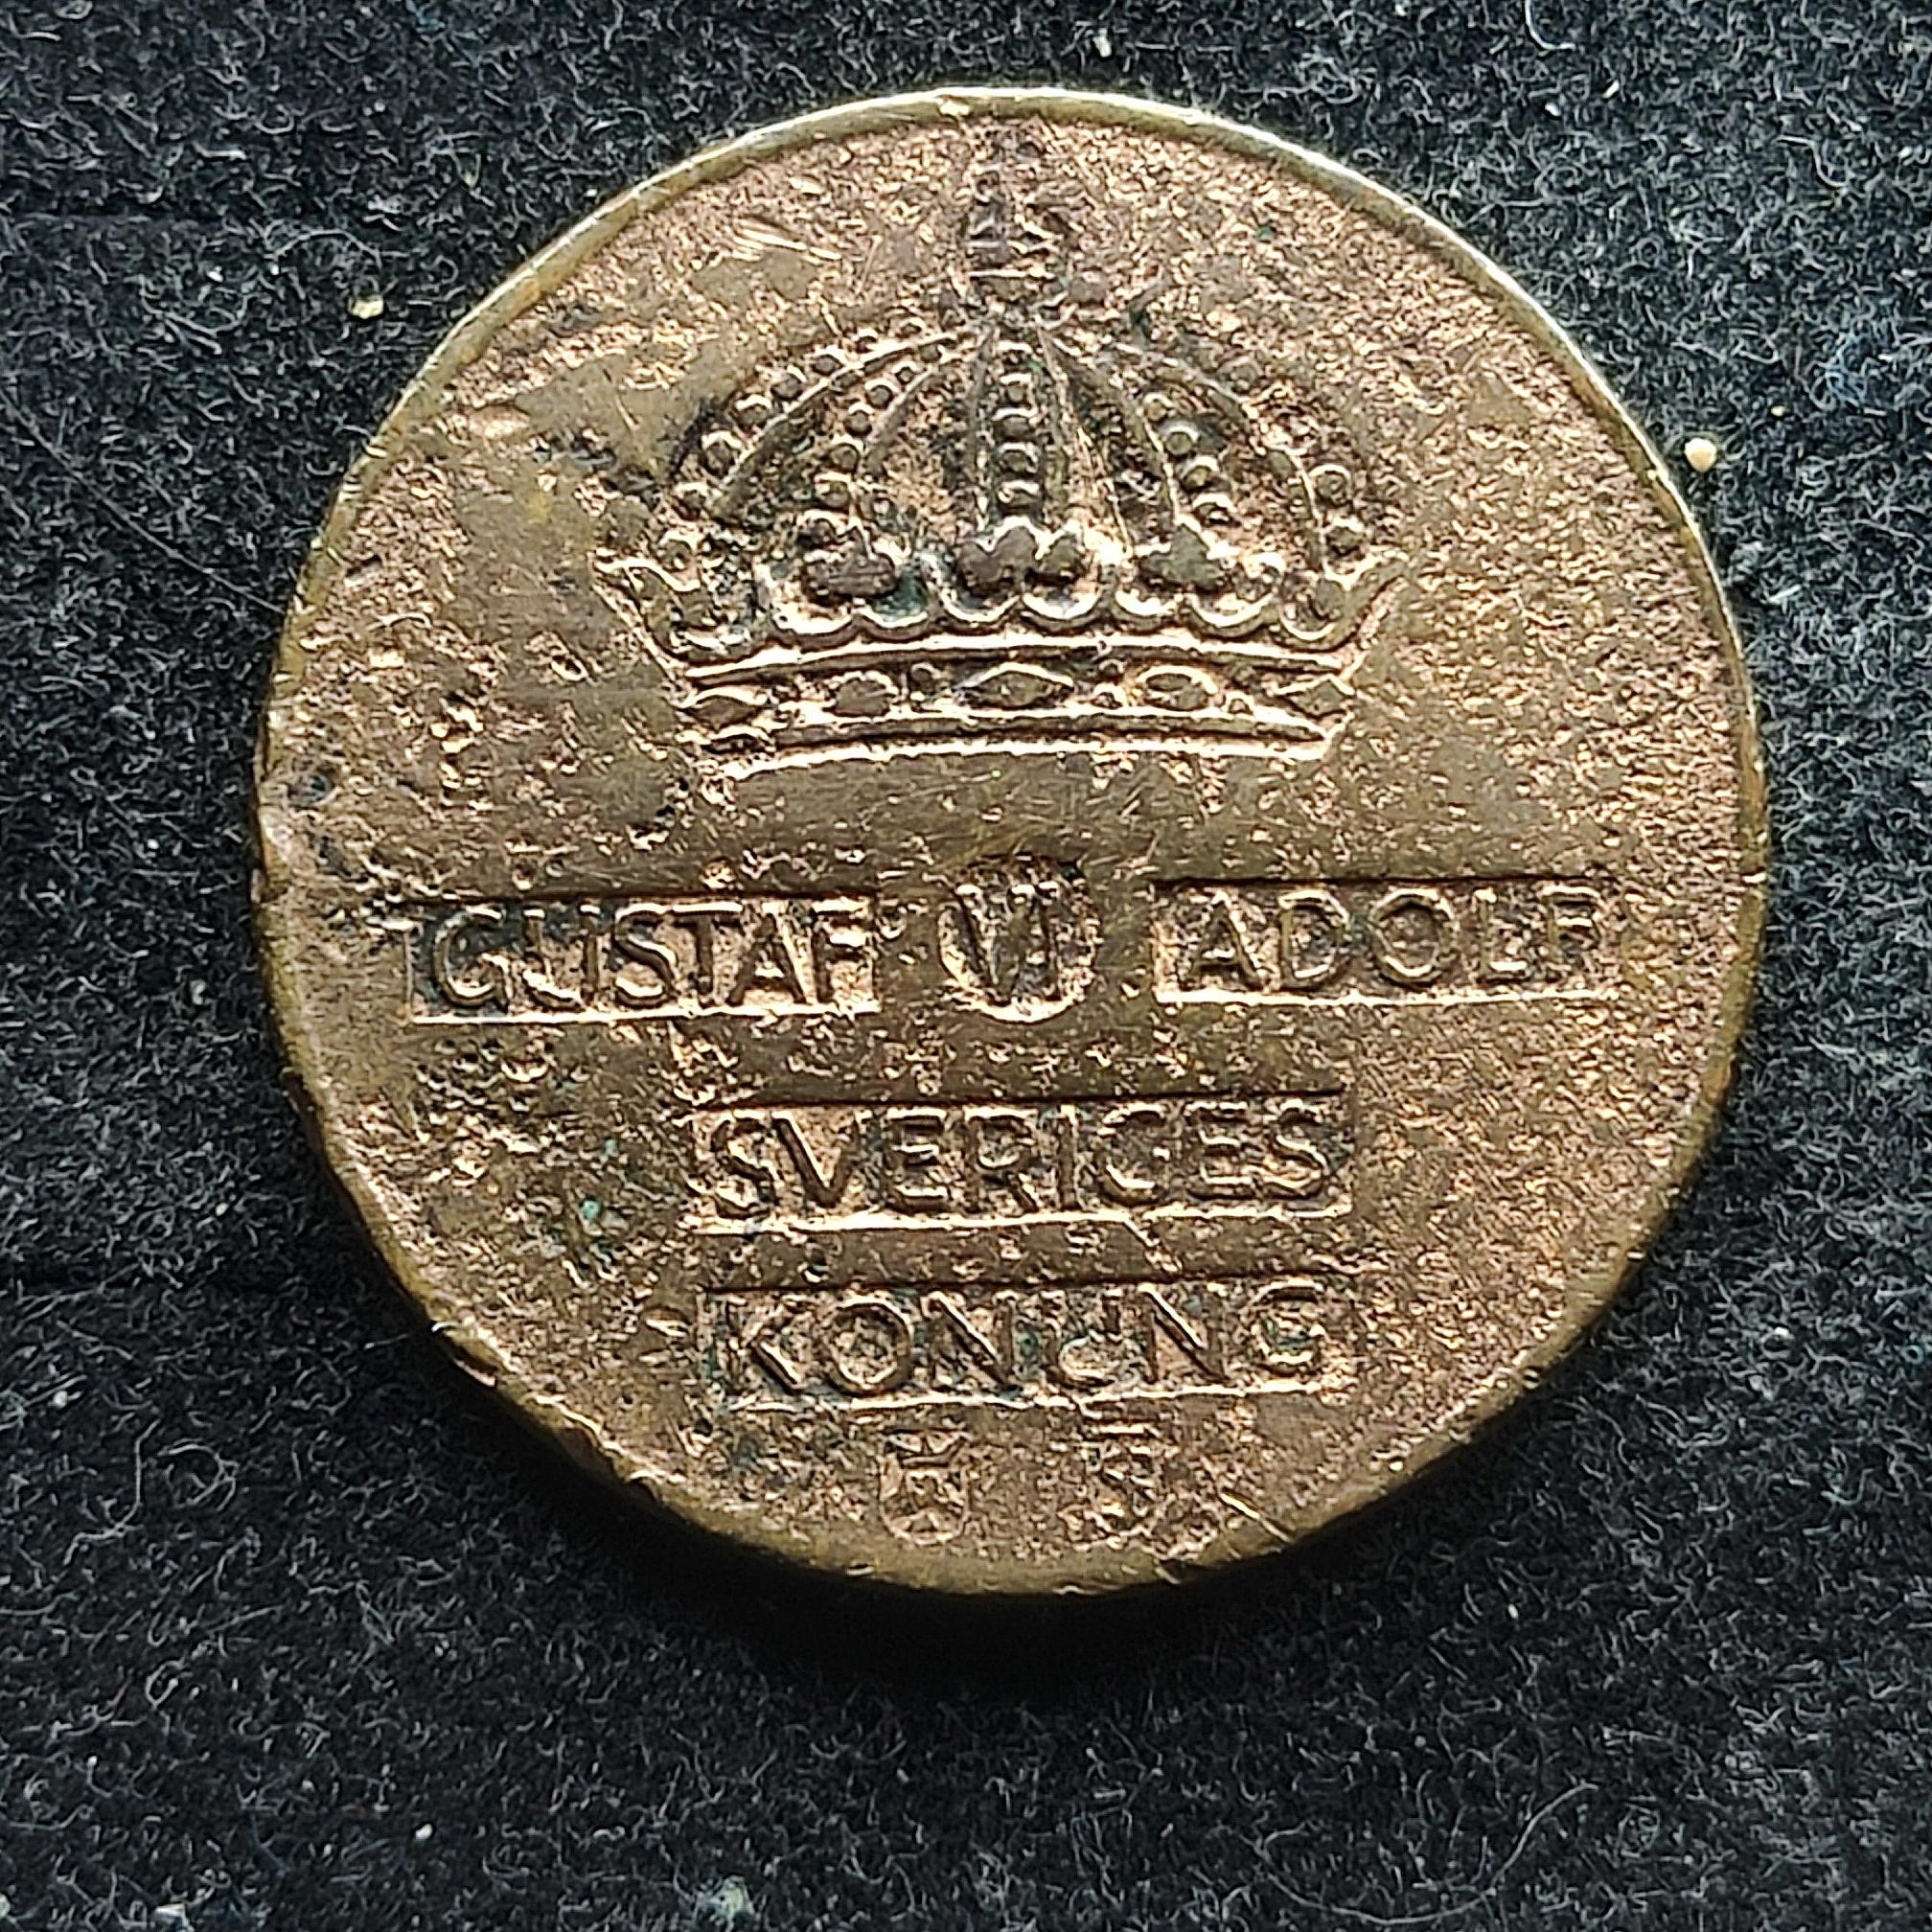 GUSTAF VI ADOLF
SVERIGES
KONUNG